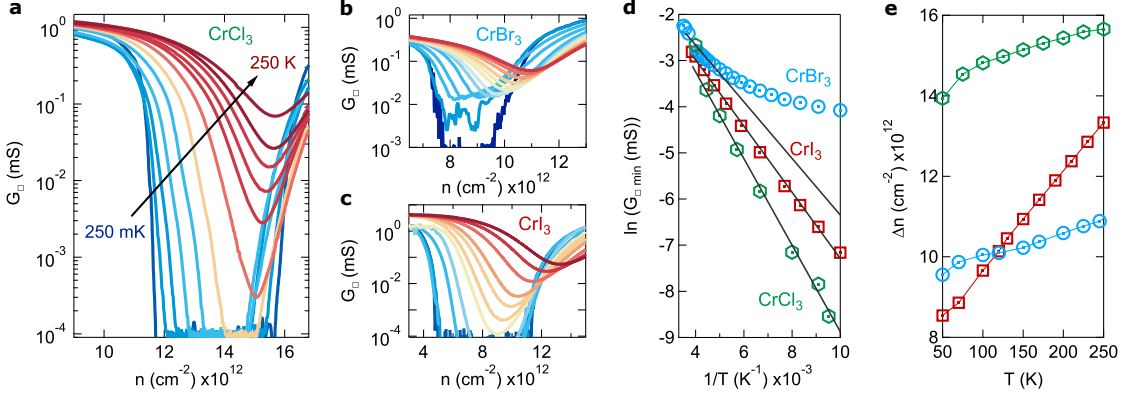 a
CrCl3
250 K
250 mK
10^0
10^-1
10^-2
10^-3
10^-4
G□ (mS)
10 12 14 16
n (cm^-2) x10^12
b
CrBr3
10^0
10^-1
10^-2
10^-3
G□ (mS)
8 10 12
n (cm^-2) x10^12
c
CrI3
10^0
10^-2
10^-4
G□ (mS)
4 8 12
n (cm^-2) x10^12
d
-2
-3
-4
-5
-6
-7
-8
-9
ln (G□ min (mS))
CrBr3
CrI3
CrCl3
4 6 8 10
1/T (K^-1) x10^-3
e
16
14
12
10
8
Δn (cm^-2) x10^12
50 100 150 200 250
T (K)